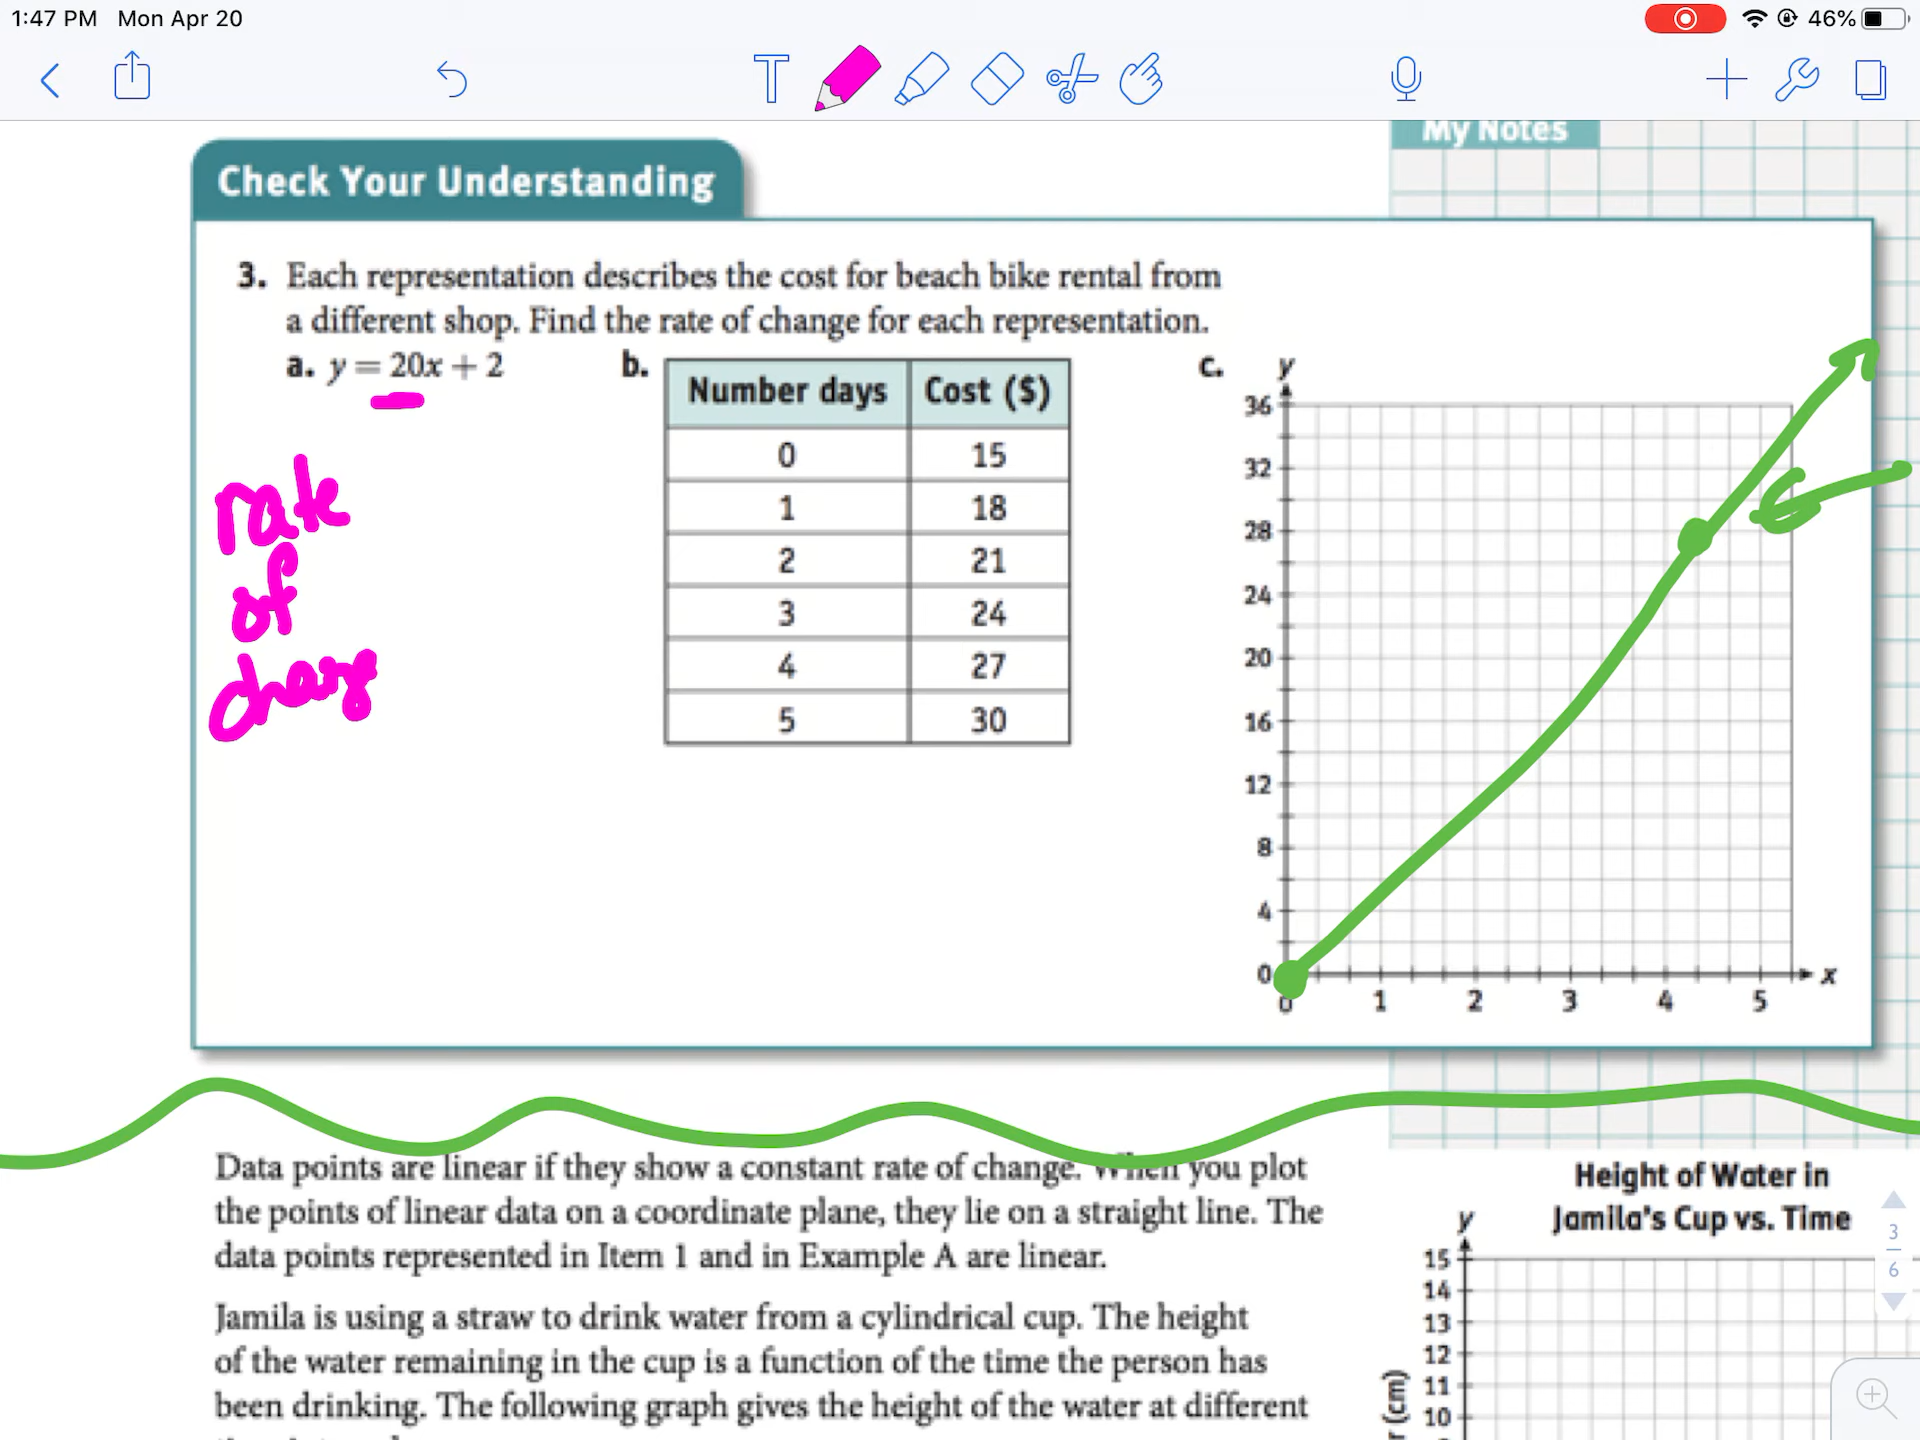 1:47 PM Mon Apr 20
46%
T
My Notes
Check Your Understanding
3. Each representation describes the cost for beach bike rental from
a different shop. Find the rate of change for each representation.
a. y = 20x + 2
rate
of
change
b.
Number days Cost ($)
0 15
1 18
2 21
3 24
4 27
5 30
c.
y
36
32
28
24
20
16
12
8
4
0
x
0 1 2 3 4 5
Data points are linear if they show a constant rate of change. When you plot
the points of linear data on a coordinate plane, they lie on a straight line. The
data points represented in Item 1 and in Example A are linear.
Jamila is using a straw to drink water from a cylindrical cup. The height
of the water remaining in the cup is a function of the time the person has
been drinking. The following graph gives the height of the water at different
Height of Water in
Jamila's Cup vs. Time
y
15
14
13
12
11
10
(cm)
3
6